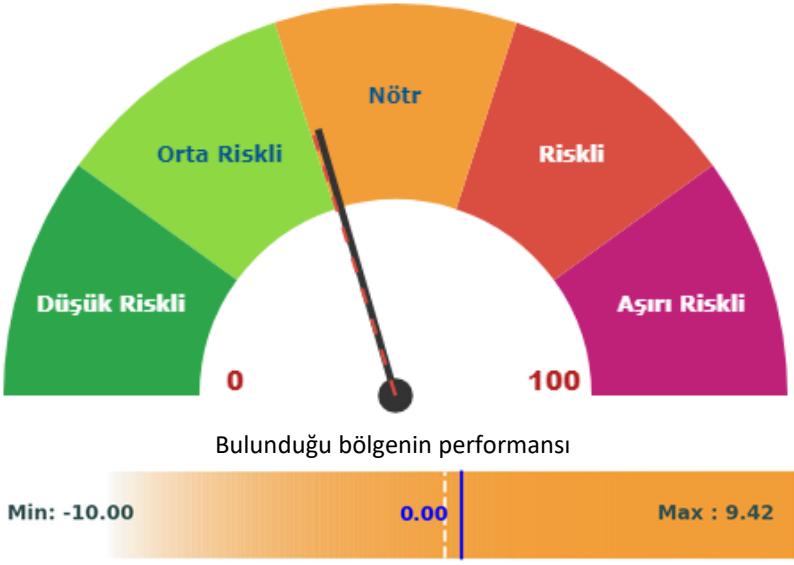 Nötr
Orta Riskli
Riskli
Düşük Riskli
Aşırı Riskli
0
100
Bulunduğu bölgenin performansı
Min: -10.00
0.00
Max : 9.42